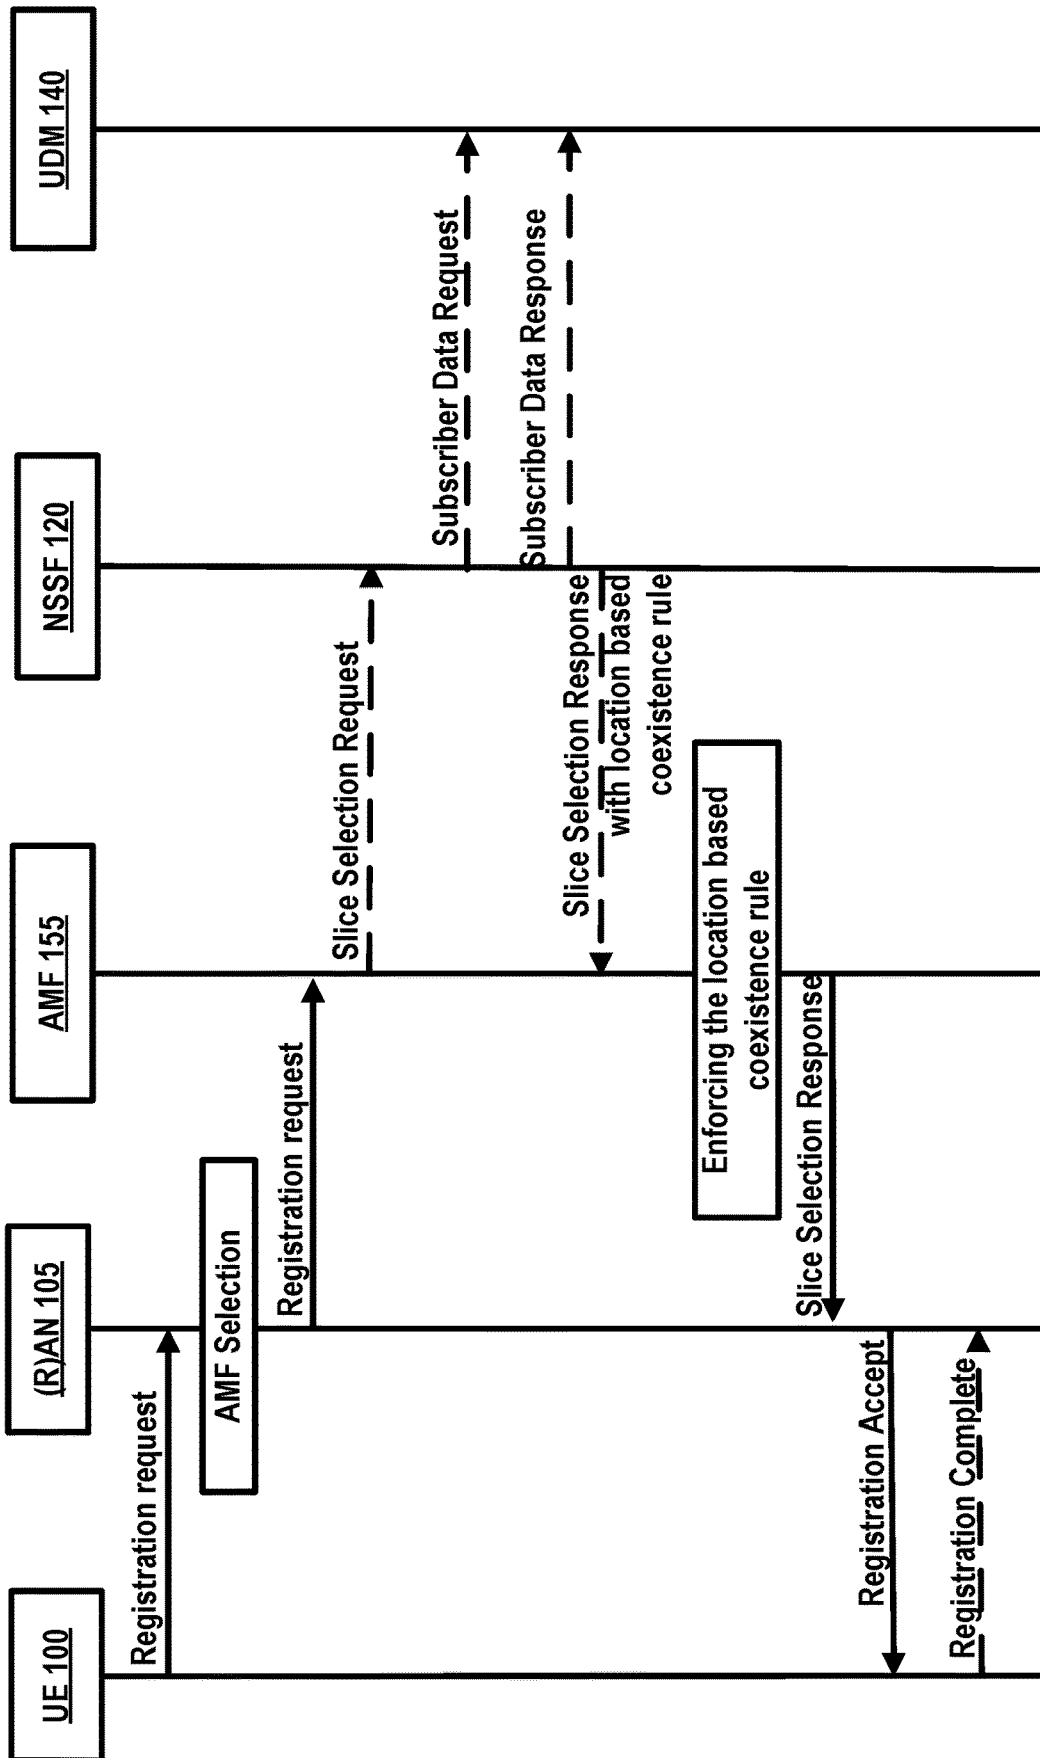 UE 100
(R)AN 105
AMF 155
NSSF 120
UDM 140
Registration request
AMF Selection
Registration request
Slice Selection Request
Subscriber Data Request
Subscriber Data Response
Slice Selection Response
with location based
coexistence rule
Enforcing the location based
coexistence rule
Slice Selection Response
Registration Accept
Registration Complete